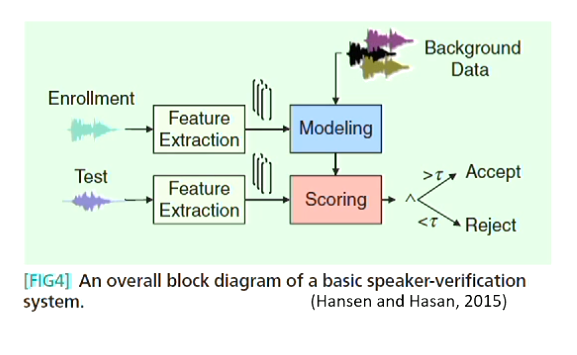 Background
Data
Enrollment
Feature
Extraction
Modeling
Test
Feature
Extraction
Scoring
Λ
>τ
Accept
<τ
Reject
[FIG4] An overall block diagram of a basic speaker-verification
system. (Hansen and Hasan, 2015)